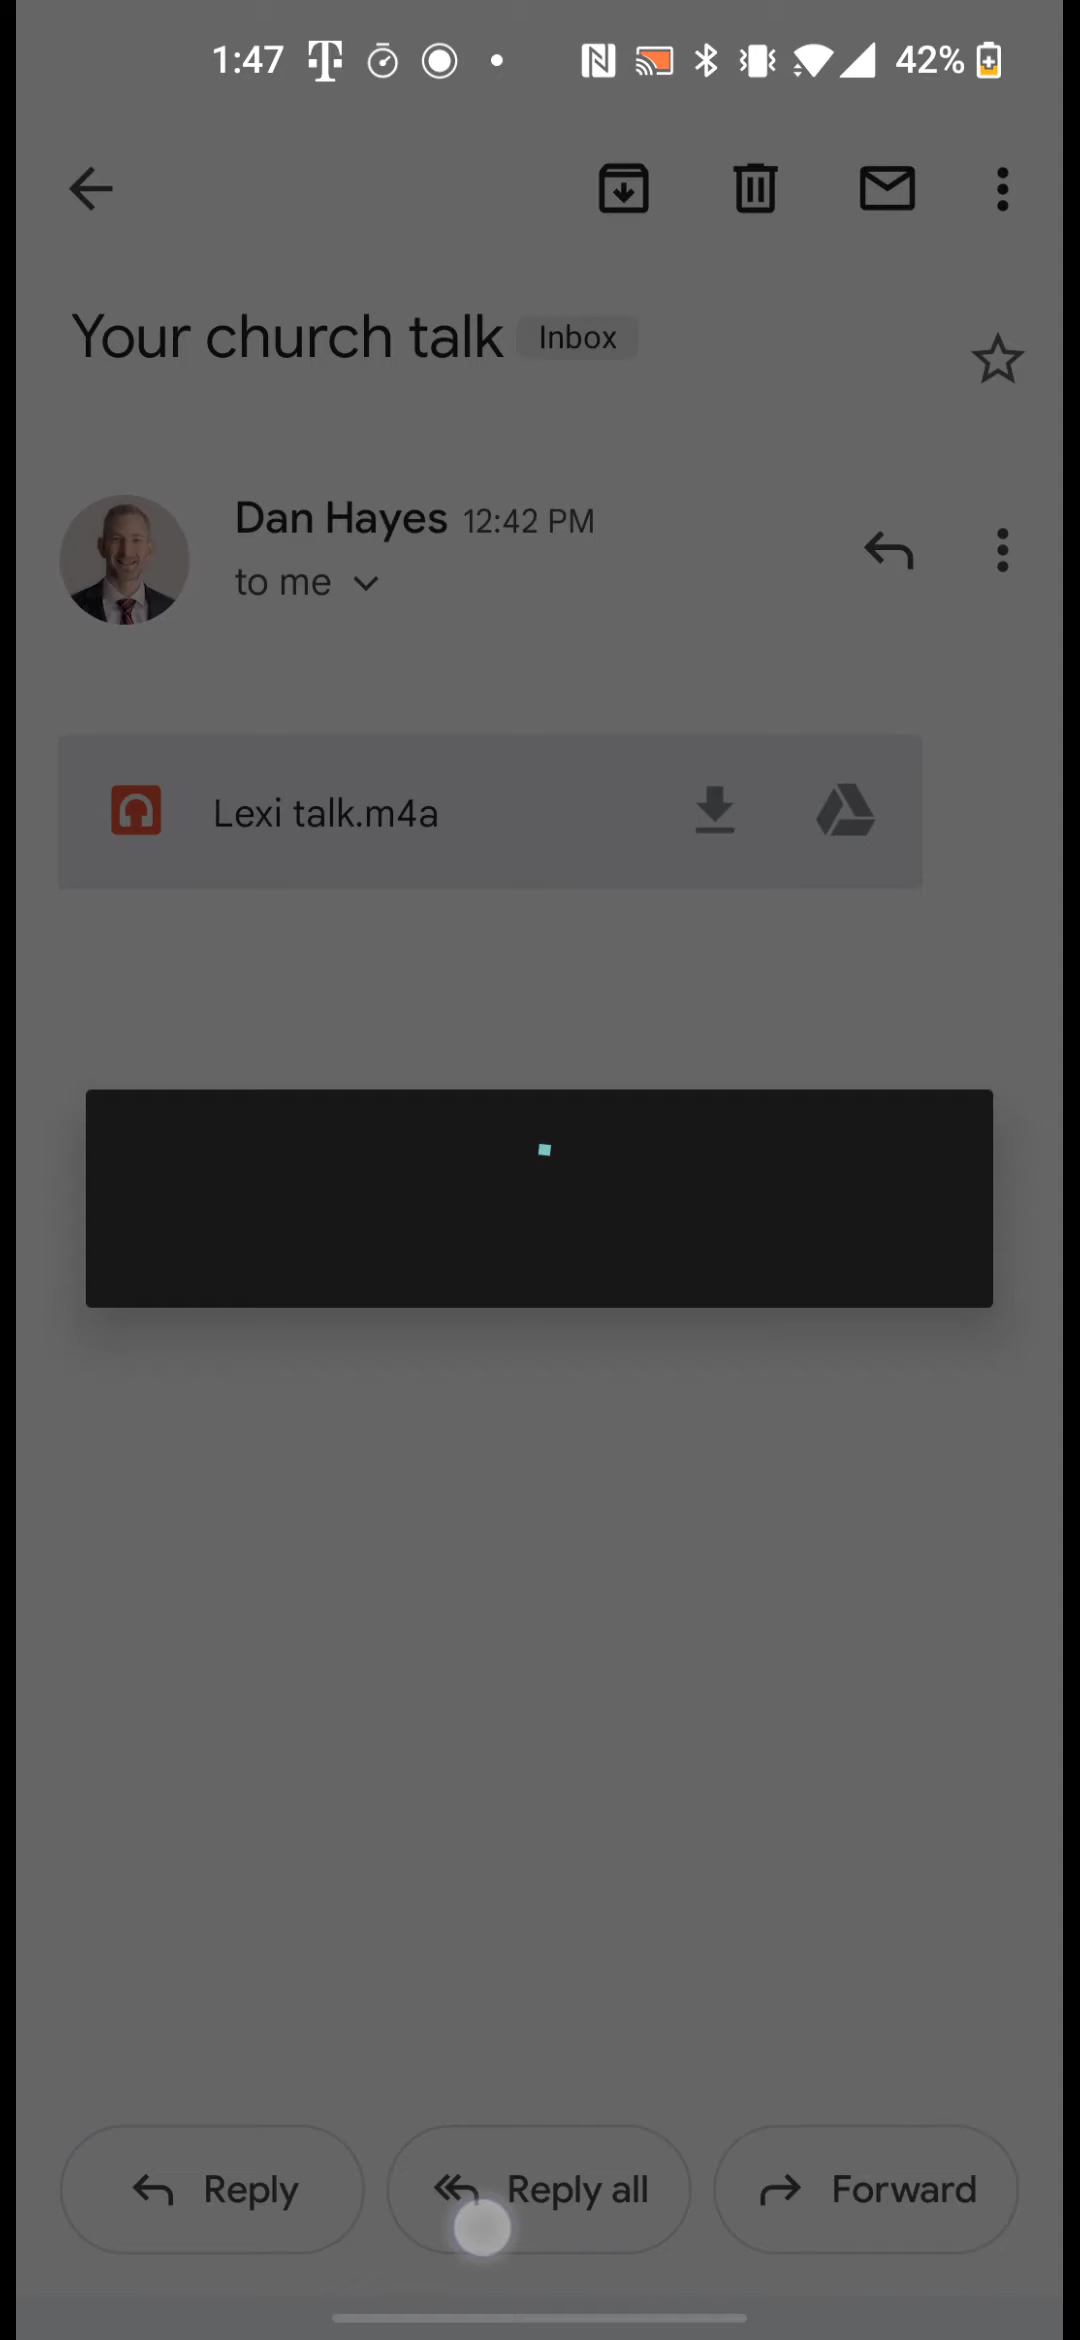 1:47
42%
Your church talk Inbox
Dan Hayes 12:42 PM
to me
Lexi talk.m4a
Reply
Reply all
Forward